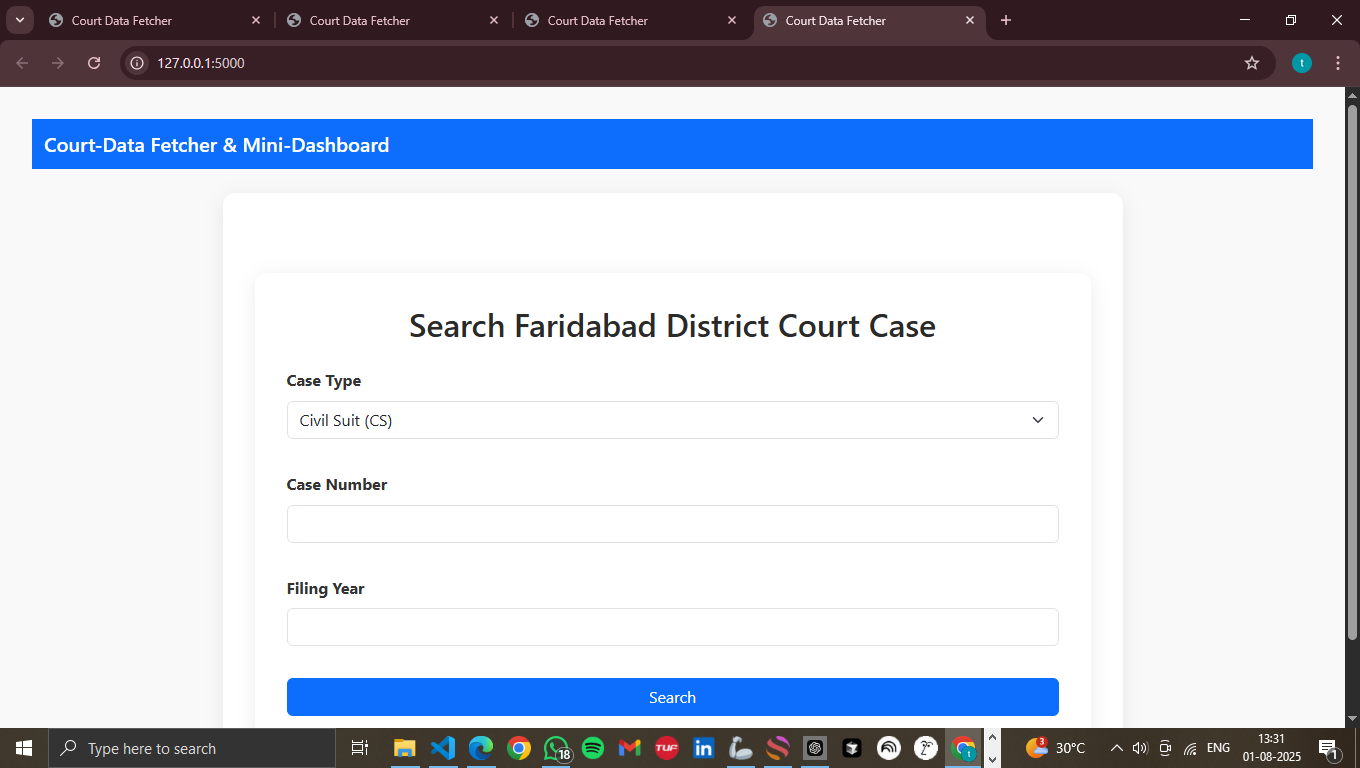 Court Data Fetcher
Court Data Fetcher
Court Data Fetcher
Court Data Fetcher
127.0.0.1:5000
t
Court-Data Fetcher & Mini-Dashboard
Search Faridabad District Court Case
Case Type
Civil Suit (CS)
Case Number
Filing Year
Search
Type here to search
18
TUF
in
t
3
30°C
ENG
13:31
01-08-2025
1